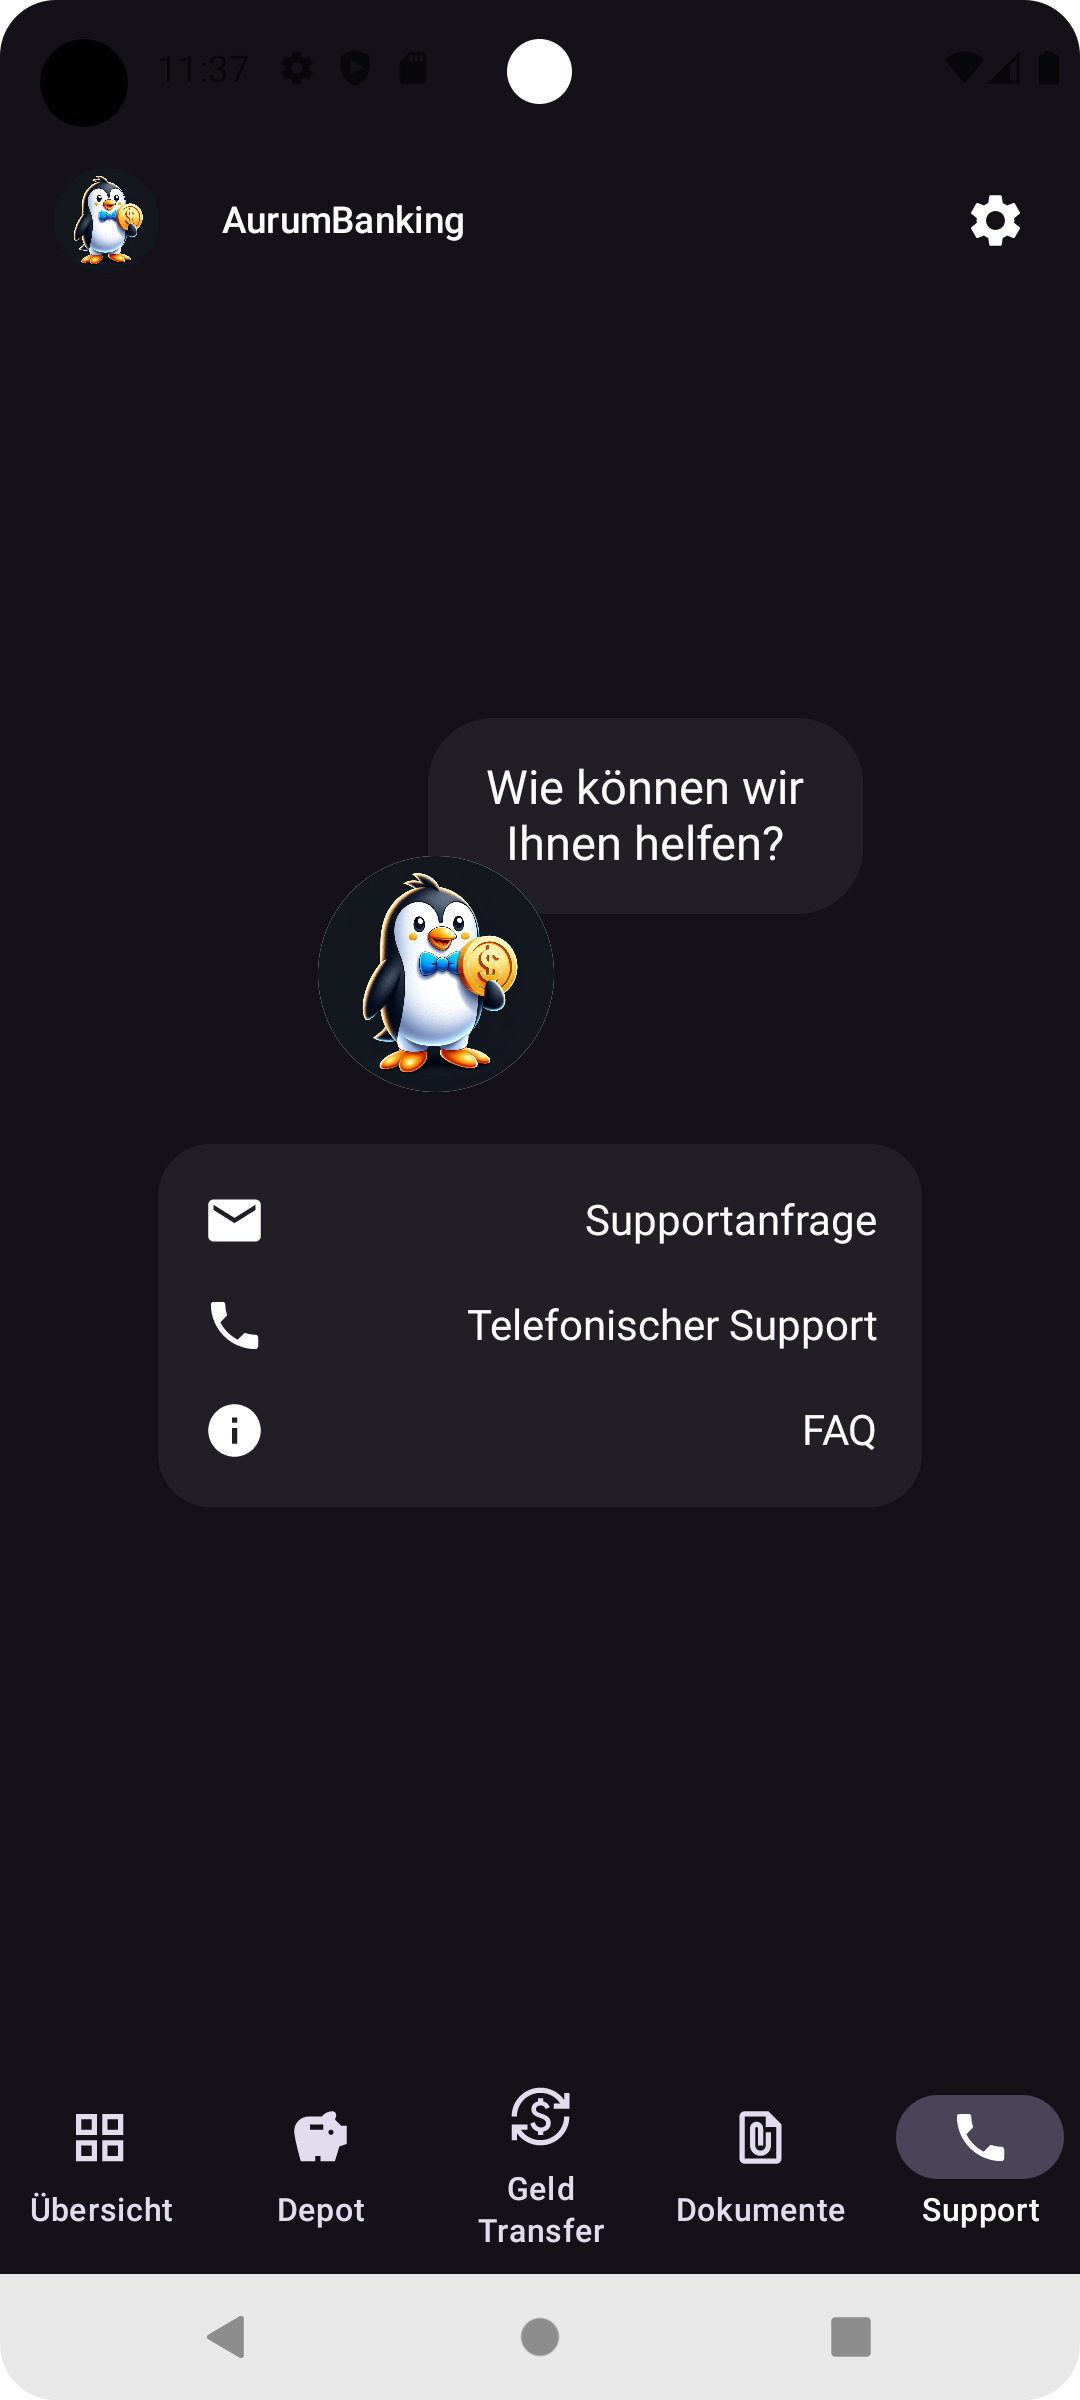 11:37
AurumBanking
Wie können wir
Ihnen helfen?
Supportanfrage
Telefonischer Support
FAQ
Übersicht
Depot
Geld
Transfer
Dokumente
Support